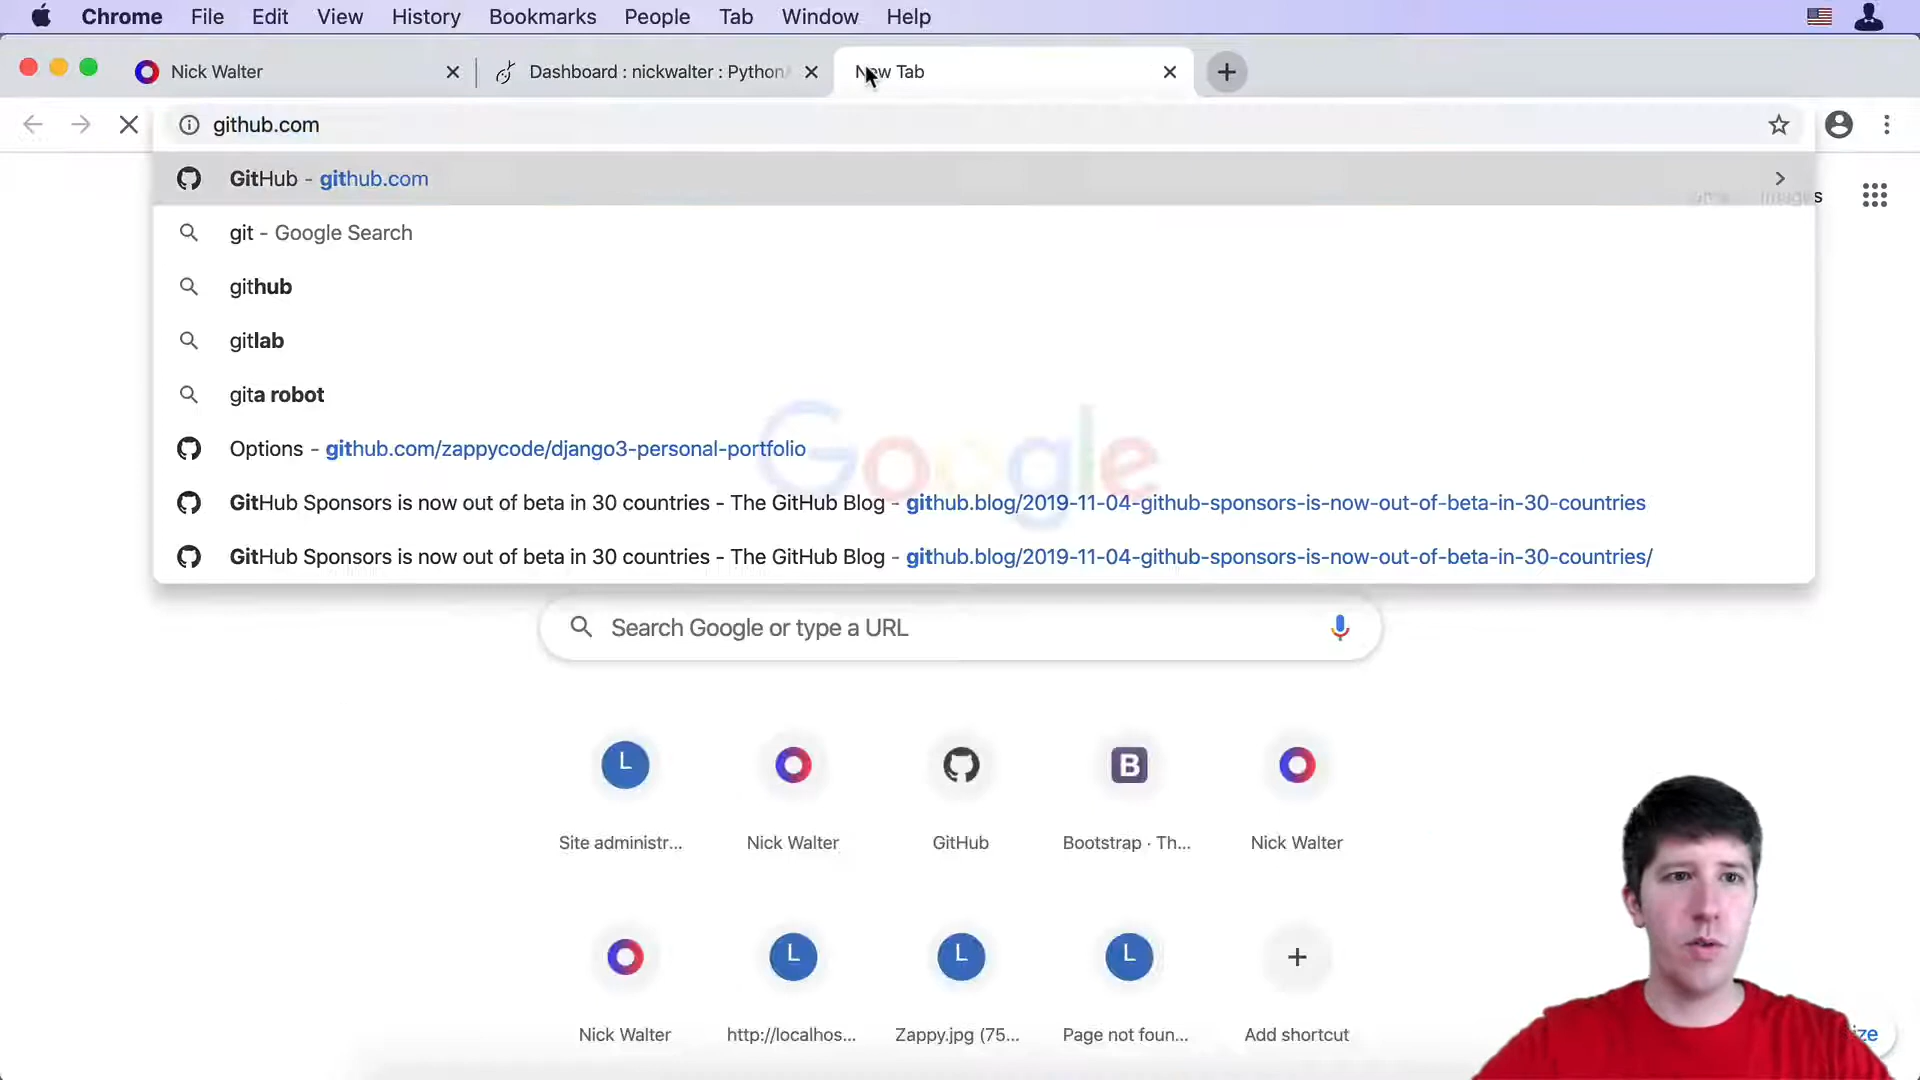 Chrome File Edit View History Bookmarks People Tab Window Help
Nick Walter Dashboard : nickwalter : Python New Tab
github.com
GitHub - github.com
git - Google Search
github
gitlab
gita robot
Options - github.com/zappycode/django3-personal-portfolio
GitHub Sponsors is now out of beta in 30 countries - The GitHub Blog - github.blog/2019-11-04-github-sponsors-is-now-out-of-beta-in-30-countries
GitHub Sponsors is now out of beta in 30 countries - The GitHub Blog - github.blog/2019-11-04-github-sponsors-is-now-out-of-beta-in-30-countries/
Google
Search Google or type a URL
L B
Site administr... Nick Walter GitHub Bootstrap · Th... Nick Walter
L L L
Nick Walter http://localhos... Zappy.jpg (75... Page not foun... Add shortcut